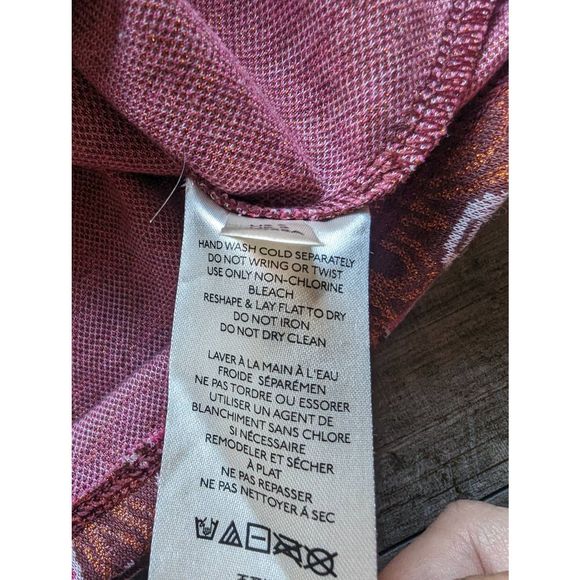 HAND WASH COLD SEPARATELY
DO NOT WRING OR TWIST
USE ONLY NON-CHLORINE
BLEACH
RESHAPE & LAY FLAT TO DRY
DO NOT IRON
DO NOT DRY CLEAN
LAVER À LA MAIN À L'EAU
FROIDE SÉPARÉMEN
NE PAS TORDRE OU ESSORER
UTILISER UN AGENT DE
BLANCHIMENT SANS CHLORE
SI NÉCESSAIRE
REMODELER ET SÉCHER
À PLAT
NE PAS REPASSER
NE PAS NETTOYER À SEC